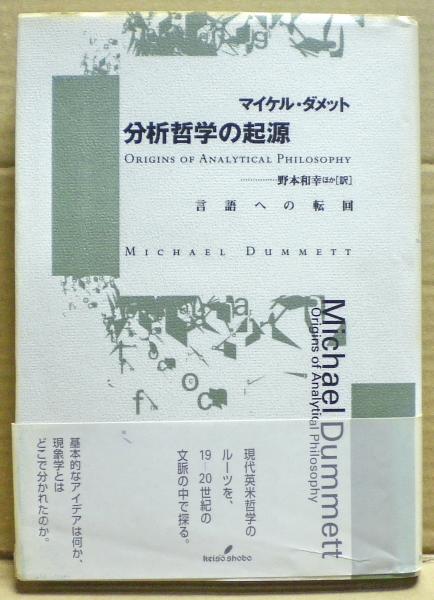 マイケル・ダメット
分析哲学の起源
ORIGINS OF ANALYTICAL PHILOSOPHY
野本和幸ほか[訳]
言語への転回
MICHAEL DUMMETT
Michael Dummett
Origins of Analytical Philosophy
現代英米哲学の
ルーツを、
19–20世紀の
文脈の中で探る。
基本的なアイデアは何か、
現象学とは
どこで分かれたのか。
keiso shobo